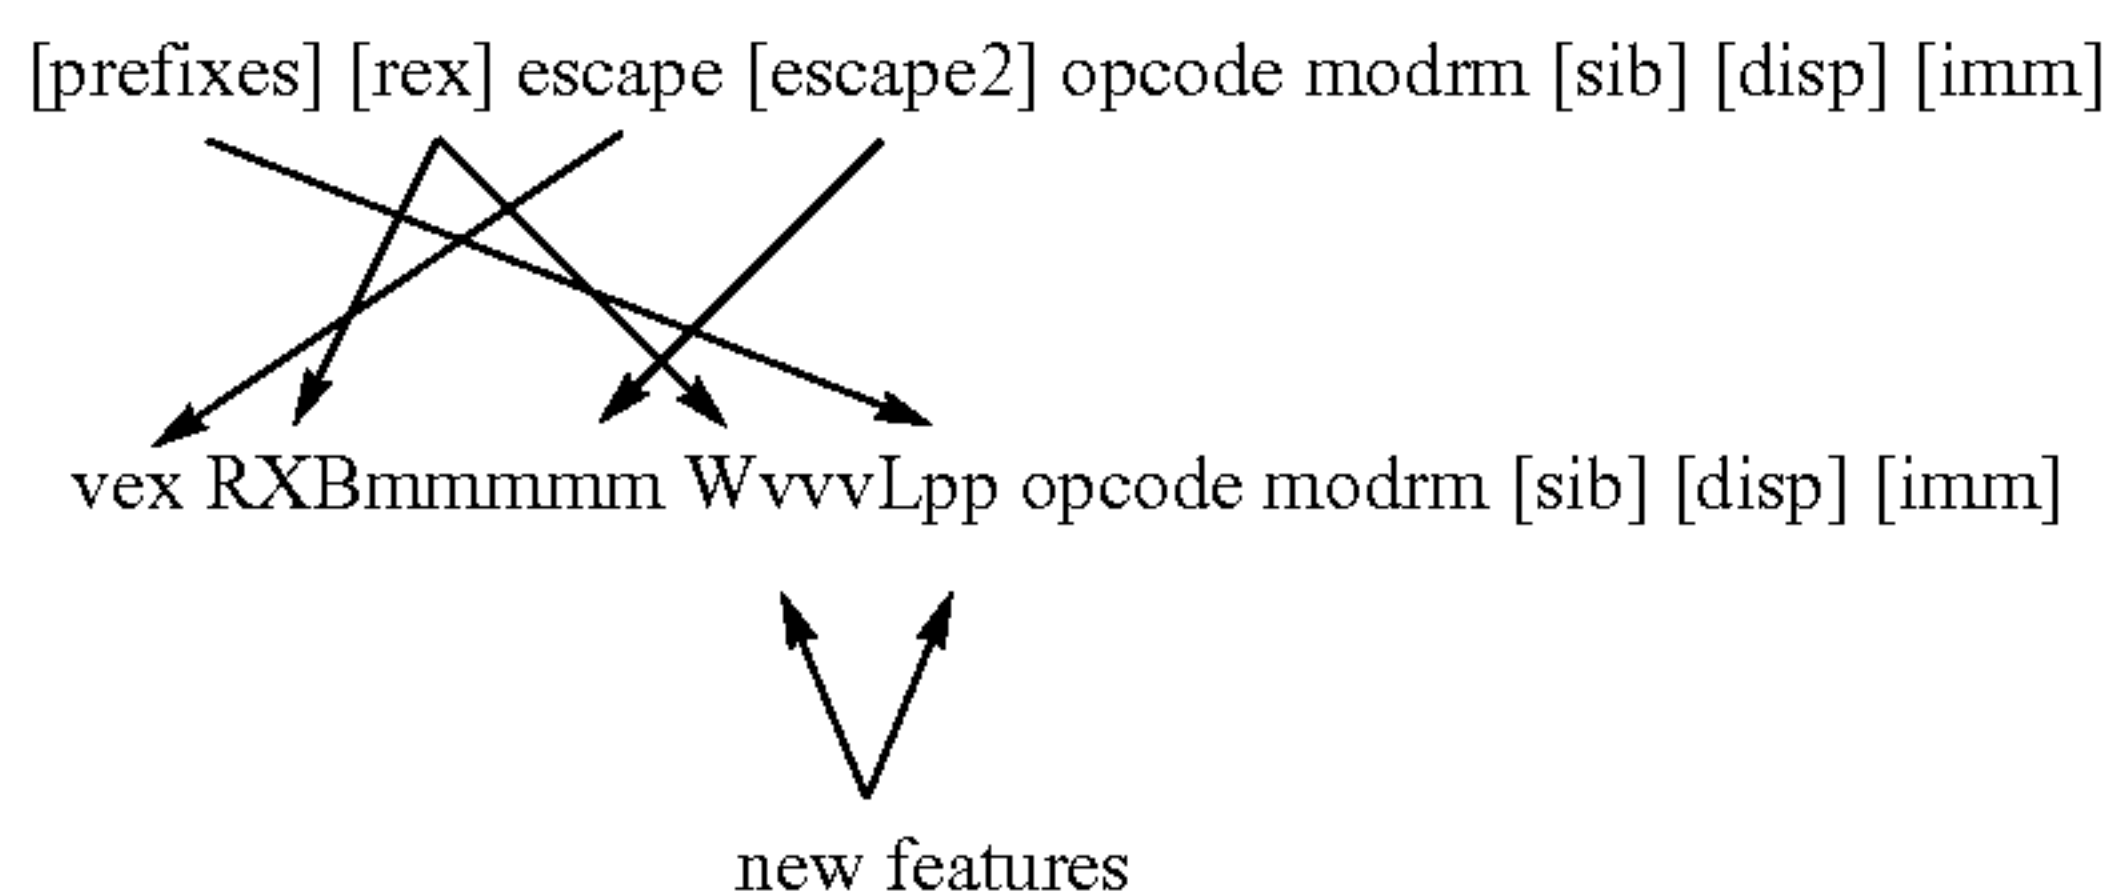 [prefixes] [rex] escape [escape2] opcode modrm [sib] [disp] [imm]
vex RXBmmmmm WvvvLpp opcode modrm [sib] [disp] [imm]
new features